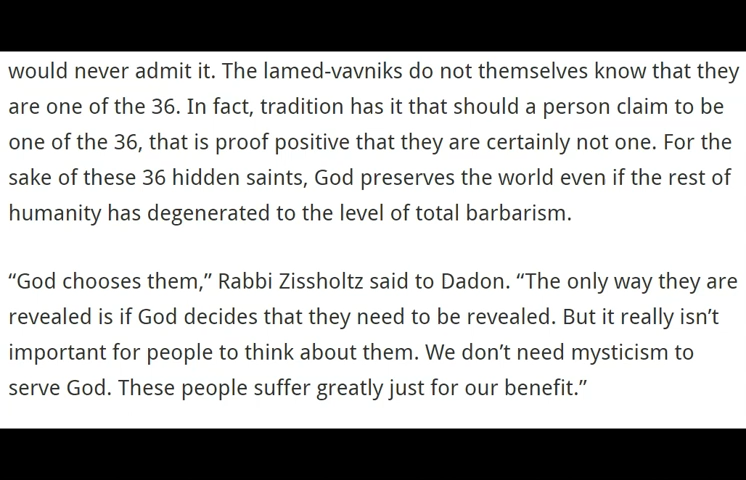 would never admit it. The lamed-vavniks do not themselves know that they
are one of the 36. In fact, tradition has it that should a person claim to be
one of the 36, that is proof positive that they are certainly not one. For the
sake of these 36 hidden saints, God preserves the world even if the rest of
humanity has degenerated to the level of total barbarism.
“God chooses them,” Rabbi Zissholtz said to Dadon. “The only way they are
revealed is if God decides that they need to be revealed. But it really isn’t
important for people to think about them. We don’t need mysticism to
serve God. These people suffer greatly just for our benefit.”